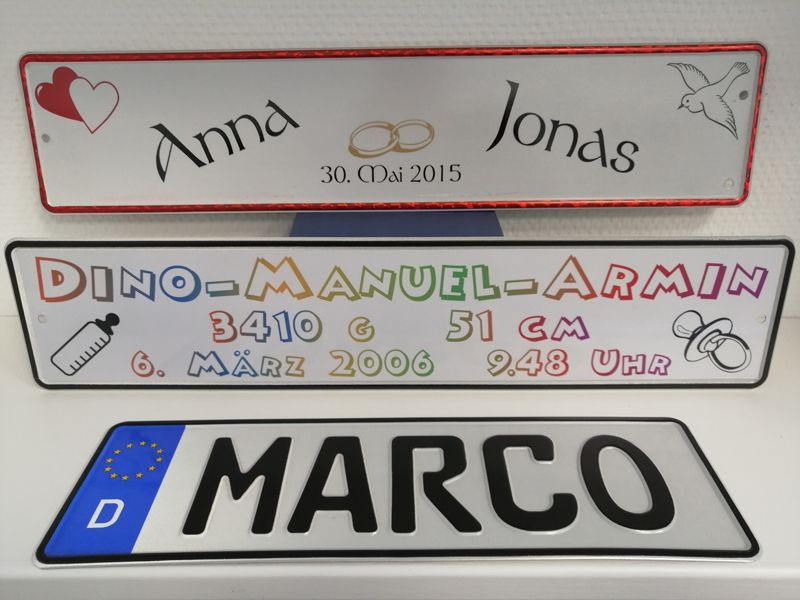 Anna Jonas
30. Mai 2015
DINO-MANUEL-ARMIN
3410 G 51 CM
6. MÄRZ 2006 9.48 UHR
D MARCO